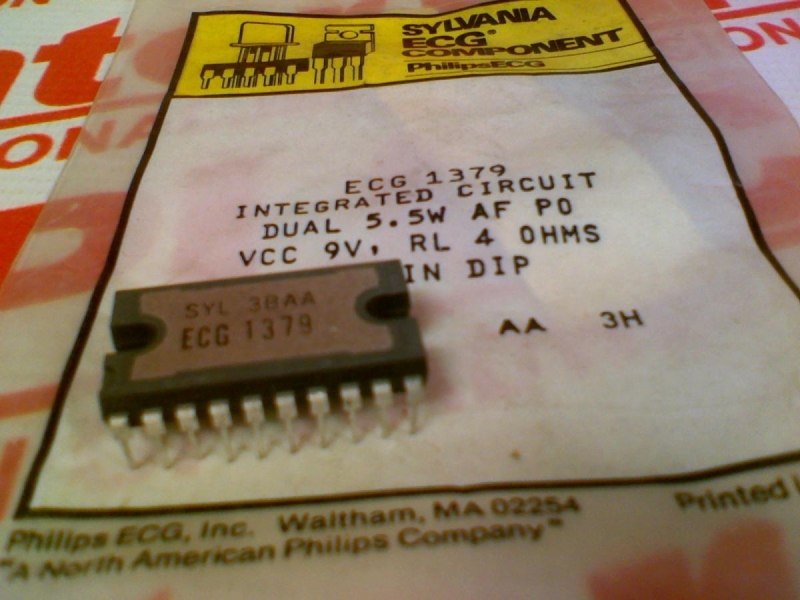 SYLVANIA
ECG®
COMPONENT
PhilipsECG
ECG 1379
INTEGRATED CIRCUIT
DUAL 5.5W AF PO
VCC 9V, RL 4 OHMS
IN DIP
AA 3H
SYL 3BAA
ECG 1379
Philips ECG, Inc. Waltham, MA 02254
"A North American Philips Company"
Printed i